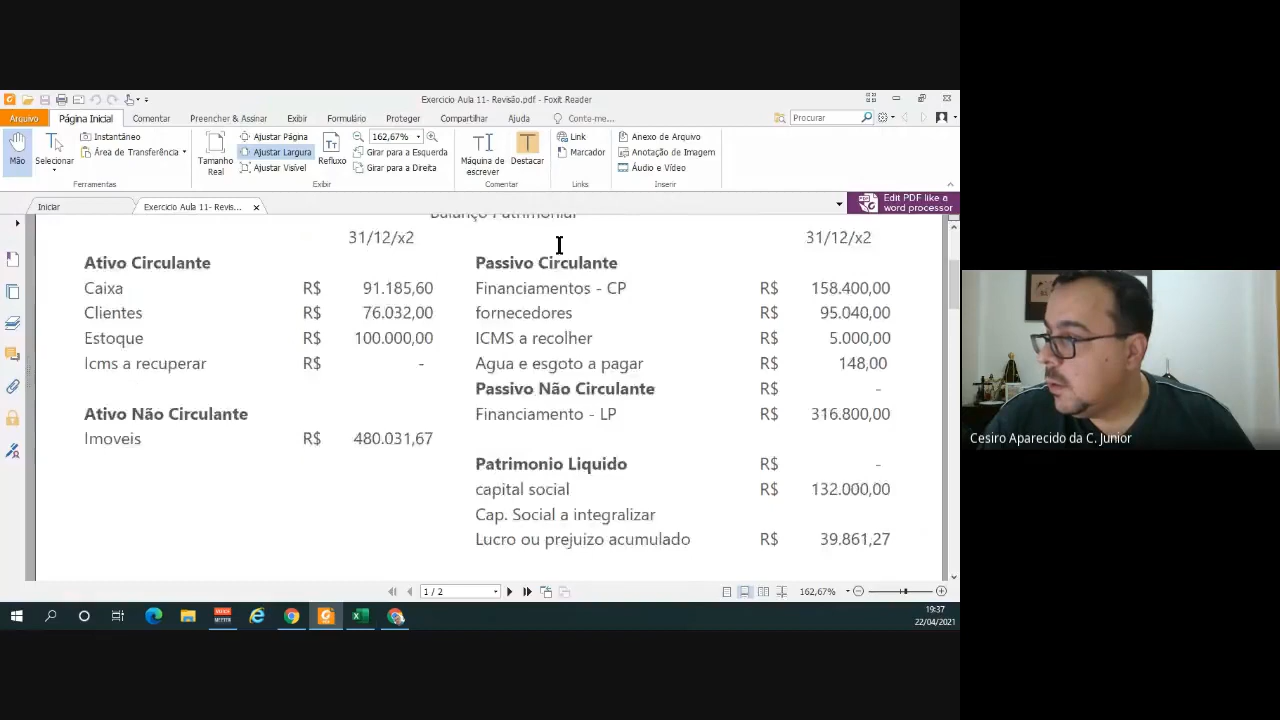 Exercicio Aula 11- Revisão.pdf - Foxit Reader
Arquivo Página Inicial Comentar Preencher & Assinar Exibir Formulário Proteger Compartilhar Ajuda Conte-me... Procurar
Mão
Selecionar
Instantâneo
Área de Transferência
Ferramentas
Tamanho Real
Ajustar Página
Ajustar Largura
Ajustar Visível
Refluxo
162,67%
Girar para a Esquerda
Girar para a Direita
Exibir
Máquina de escrever
Destacar
Comentar
Link
Marcador
Links
Anexo de Arquivo
Anotação de Imagem
Áudio e Vídeo
Inserir
Iniciar
Exercicio Aula 11- Revis...
Edit PDF like a
word processor
Balanço Patrimonial
31/12/x2 31/12/x2
Ativo Circulante Passivo Circulante
Caixa R$ 91.185,60 Financiamentos - CP R$ 158.400,00
Clientes R$ 76.032,00 fornecedores R$ 95.040,00
Estoque R$ 100.000,00 ICMS a recolher R$ 5.000,00
Icms a recuperar R$ - Agua e esgoto a pagar R$ 148,00
Passivo Não Circulante R$ -
Ativo Não Circulante Financiamento - LP R$ 316.800,00
Imoveis R$ 480.031,67
Patrimonio Liquido R$ -
capital social R$ 132.000,00
Cap. Social a integralizar
Lucro ou prejuizo acumulado R$ 39.861,27
1 / 2
162,67%
19:37
22/04/2021
Cesiro Aparecido da C. Junior